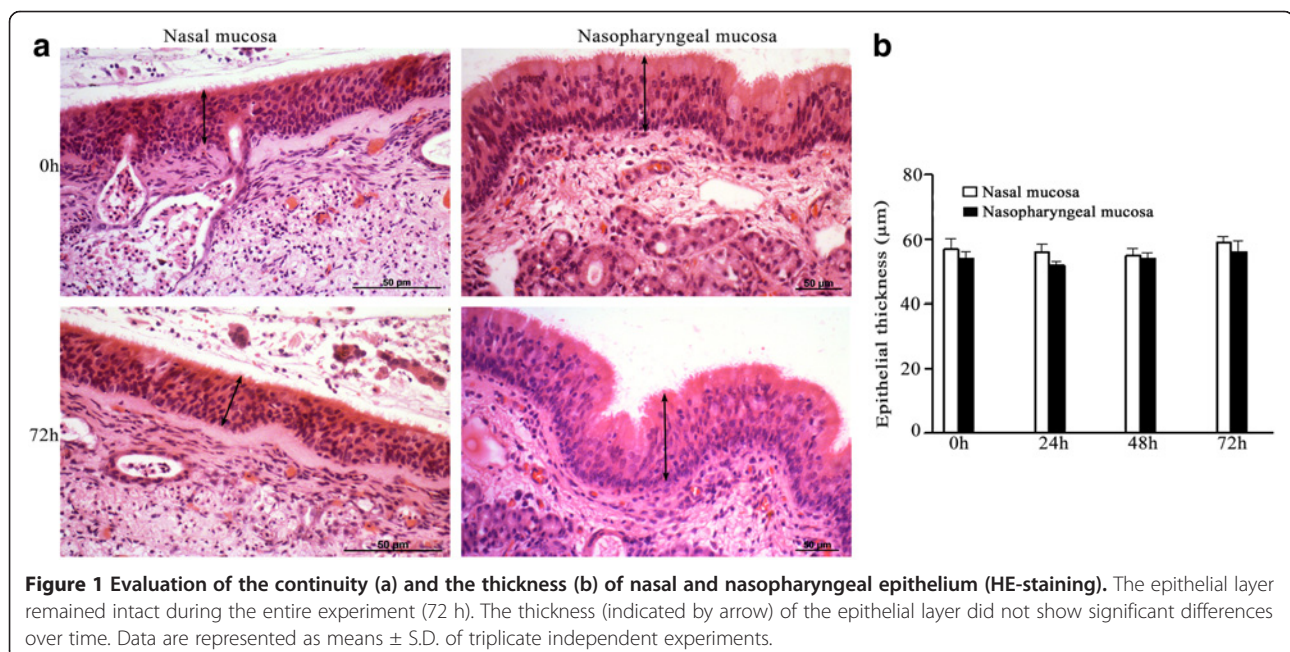 a
Nasal mucosa
Nasopharyngeal mucosa
b
0h
50 µm
50 µm
72h
50 µm
50 µm
Epithelial thickness (µm)
80
60
40
20
0
Nasal mucosa
Nasopharyngeal mucosa
0h 24h 48h 72h
Figure 1 Evaluation of the continuity (a) and the thickness (b) of nasal and nasopharyngeal epithelium (HE-staining). The epithelial layer
remained intact during the entire experiment (72 h). The thickness (indicated by arrow) of the epithelial layer did not show significant differences
over time. Data are represented as means ± S.D. of triplicate independent experiments.